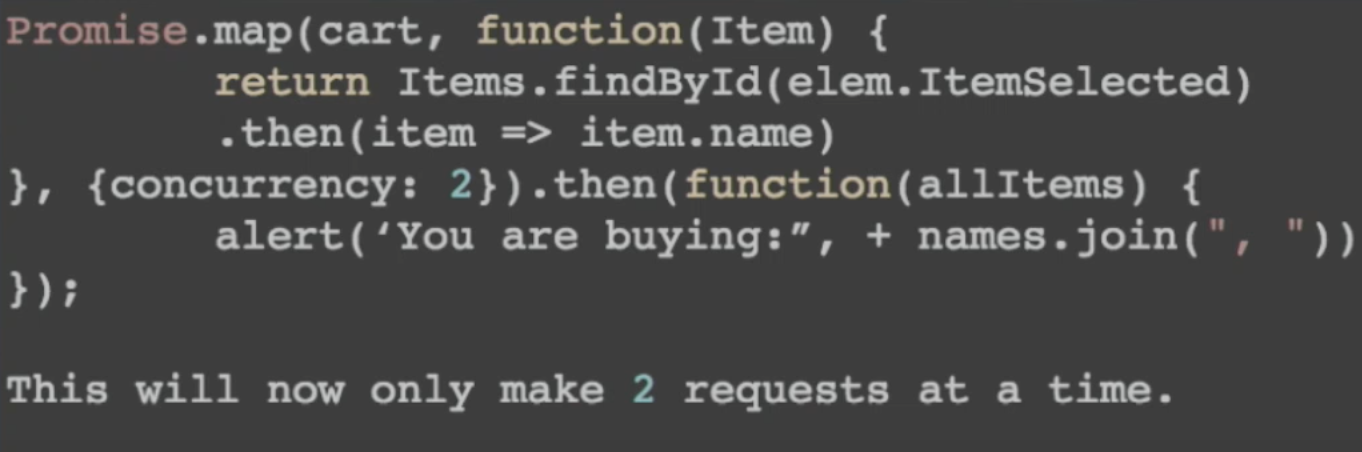 Promise.map(cart, function(Item) {
        return Items.findById(elem.ItemSelected)
        .then(item => item.name)
}, {concurrency: 2}).then(function(allItems) {
        alert(‘You are buying:”, + names.join(", "))
});

This will now only make 2 requests at a time.